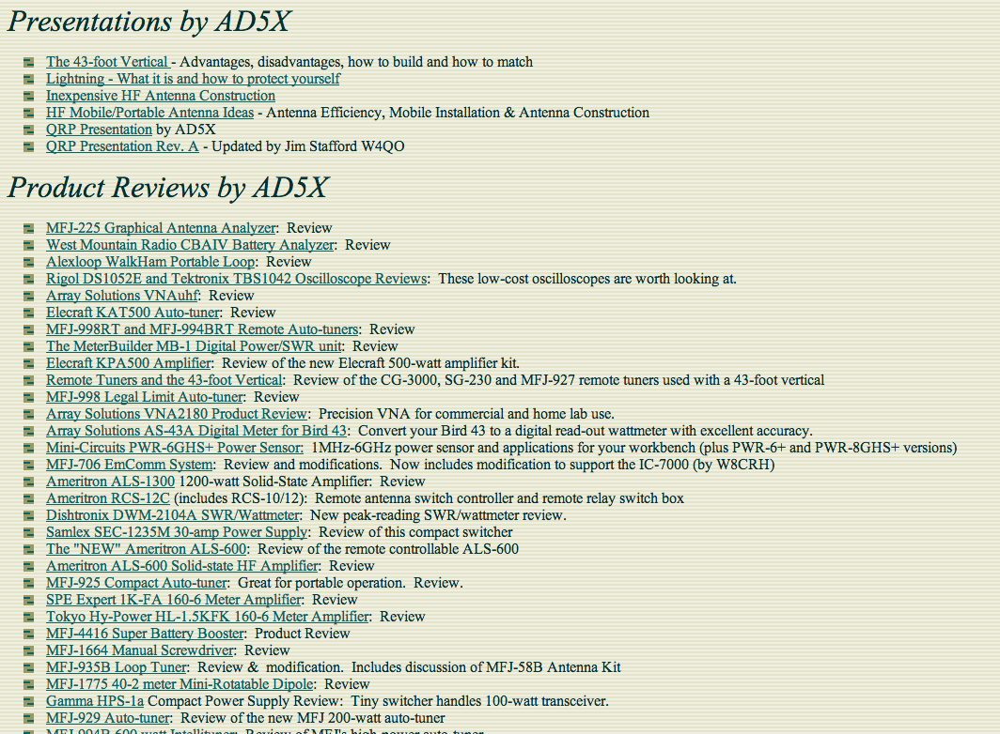 Presentations by AD5X
The 43-foot Vertical - Advantages, disadvantages, how to build and how to match
Lightning - What it is and how to protect yourself
Inexpensive HF Antenna Construction
HF Mobile/Portable Antenna Ideas - Antenna Efficiency, Mobile Installation & Antenna Construction
QRP Presentation by AD5X
QRP Presentation Rev. A - Updated by Jim Stafford W4QO
Product Reviews by AD5X
MFJ-225 Graphical Antenna Analyzer: Review
West Mountain Radio CBAIV Battery Analyzer: Review
Alexloop WalkHam Portable Loop: Review
Rigol DS1052E and Tektronix TBS1042 Oscilloscope Reviews: These low-cost oscilloscopes are worth looking at.
Array Solutions VNAuhf: Review
Elecraft KAT500 Auto-tuner: Review
MFJ-998RT and MFJ-994BRT Remote Auto-tuners: Review
The MeterBuilder MB-1 Digital Power/SWR unit: Review
Elecraft KPA500 Amplifier: Review of the new Elecraft 500-watt amplifier kit.
Remote Tuners and the 43-foot Vertical: Review of the CG-3000, SG-230 and MFJ-927 remote tuners used with a 43-foot vertical
MFJ-998 Legal Limit Auto-tuner: Review
Array Solutions VNA2180 Product Review: Precision VNA for commercial and home lab use.
Array Solutions AS-43A Digital Meter for Bird 43: Convert your Bird 43 to a digital read-out wattmeter with excellent accuracy.
Mini-Circuits PWR-6GHS+ Power Sensor: 1MHz-6GHz power sensor and applications for your workbench (plus PWR-6+ and PWR-8GHS+ versions)
MFJ-706 EmComm System: Review and modifications. Now includes modification to support the IC-7000 (by W8CRH)
Ameritron ALS-1300 1200-watt Solid-State Amplifier: Review
Ameritron RCS-12C (includes RCS-10/12): Remote antenna switch controller and remote relay switch box
Dishtronix DWM-2104A SWR/Wattmeter: New peak-reading SWR/wattmeter review.
Samlex SEC-1235M 30-amp Power Supply: Review of this compact switcher
The "NEW" Ameritron ALS-600: Review of the remote controllable ALS-600
Ameritron ALS-600 Solid-state HF Amplifier: Review
MFJ-925 Compact Auto-tuner: Great for portable operation. Review.
SPE Expert 1K-FA 160-6 Meter Amplifier: Review
Tokyo Hy-Power HL-1.5KFK 160-6 Meter Amplifier: Review
MFJ-4416 Super Battery Booster: Product Review
MFJ-1664 Manual Screwdriver: Review
MFJ-935B Loop Tuner: Review & modification. Includes discussion of MFJ-58B Antenna Kit
MFJ-1775 40-2 meter Mini-Rotatable Dipole: Review
Gamma HPS-1a Compact Power Supply Review: Tiny switcher handles 100-watt transceiver.
MFJ-929 Auto-tuner: Review of the new MFJ 200-watt auto-tuner
MFJ-994B 600-watt Intellituner: Review of MFJ's high-power auto-tuner